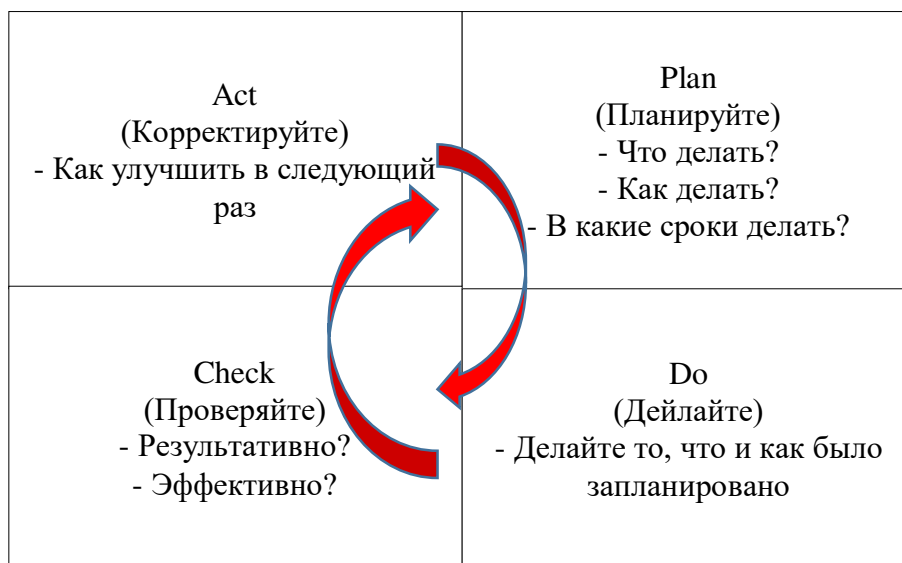 Act
(Корректируйте)
- Как улучшить в следующий
раз
Plan
(Планируйте)
- Что делать?
- Как делать?
- В какие сроки делать?
Check
(Проверяйте)
- Результативно?
- Эффективно?
Do
(Дейлайте)
- Делайте то, что и как было
запланировано